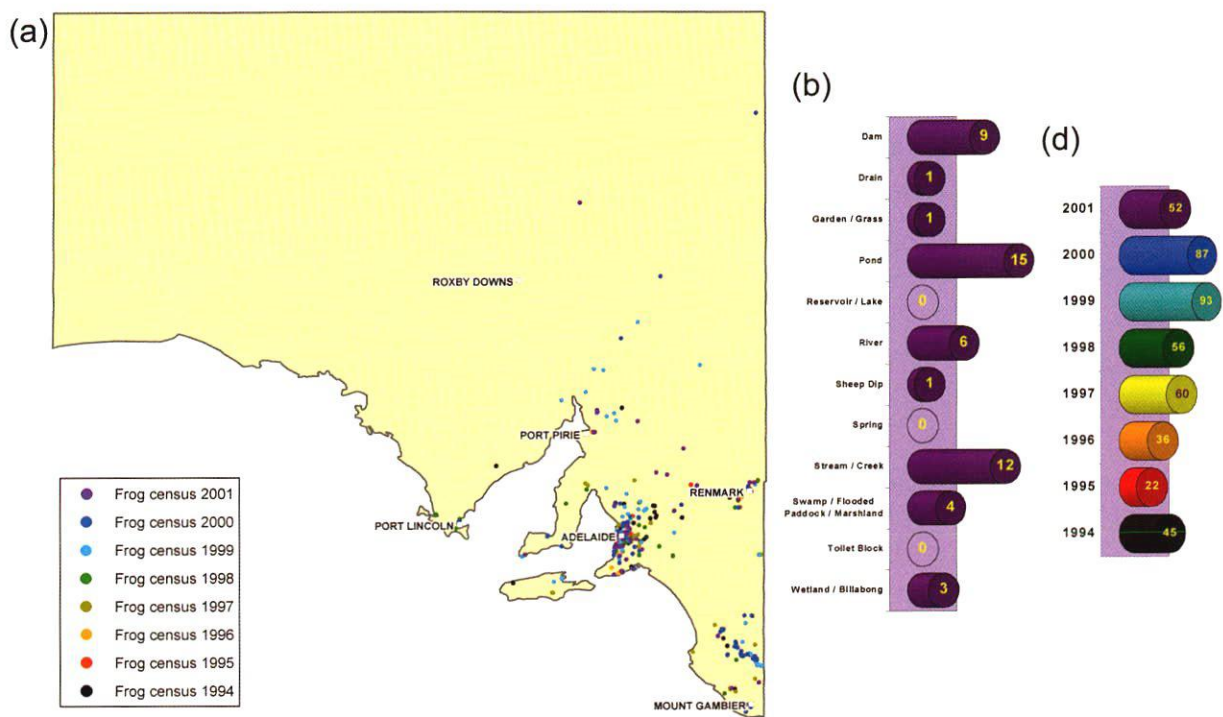 (a)
ROXBY DOWNS
PORT PIRIE
RENMARK
PORT LINCOLN
ADELAIDE
MOUNT GAMBIER
Frog census 2001
Frog census 2000
Frog census 1999
Frog census 1998
Frog census 1997
Frog census 1996
Frog census 1995
Frog census 1994
(b)
Dam 9
Drain 1
Garden / Grass 1
Pond 15
Reservoir / Lake 0
River 6
Sheep Dip 1
Spring 0
Stream / Creek 12
Swamp / Flooded
Paddock / Marshland 4
Toilet Block 0
Wetland / Billabong 3
(d)
2001 52
2000 87
1999 93
1998 56
1997 60
1996 36
1995 22
1994 45